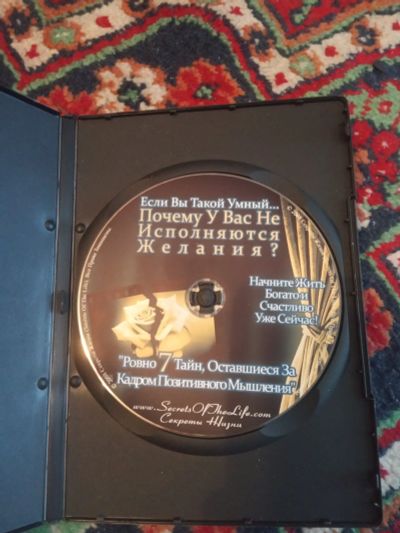 Если Вы Такой Умный...
Почему У Вас Не
Исполняются
Желания?
Начните Жить
Богато и
Счастливо
Уже Сейчас!
"Ровно 7 Тайн, Оставшиеся За
Кадром Позитивного Мышления"
www.SecretsOfTheLife.com
Секреты Жизни